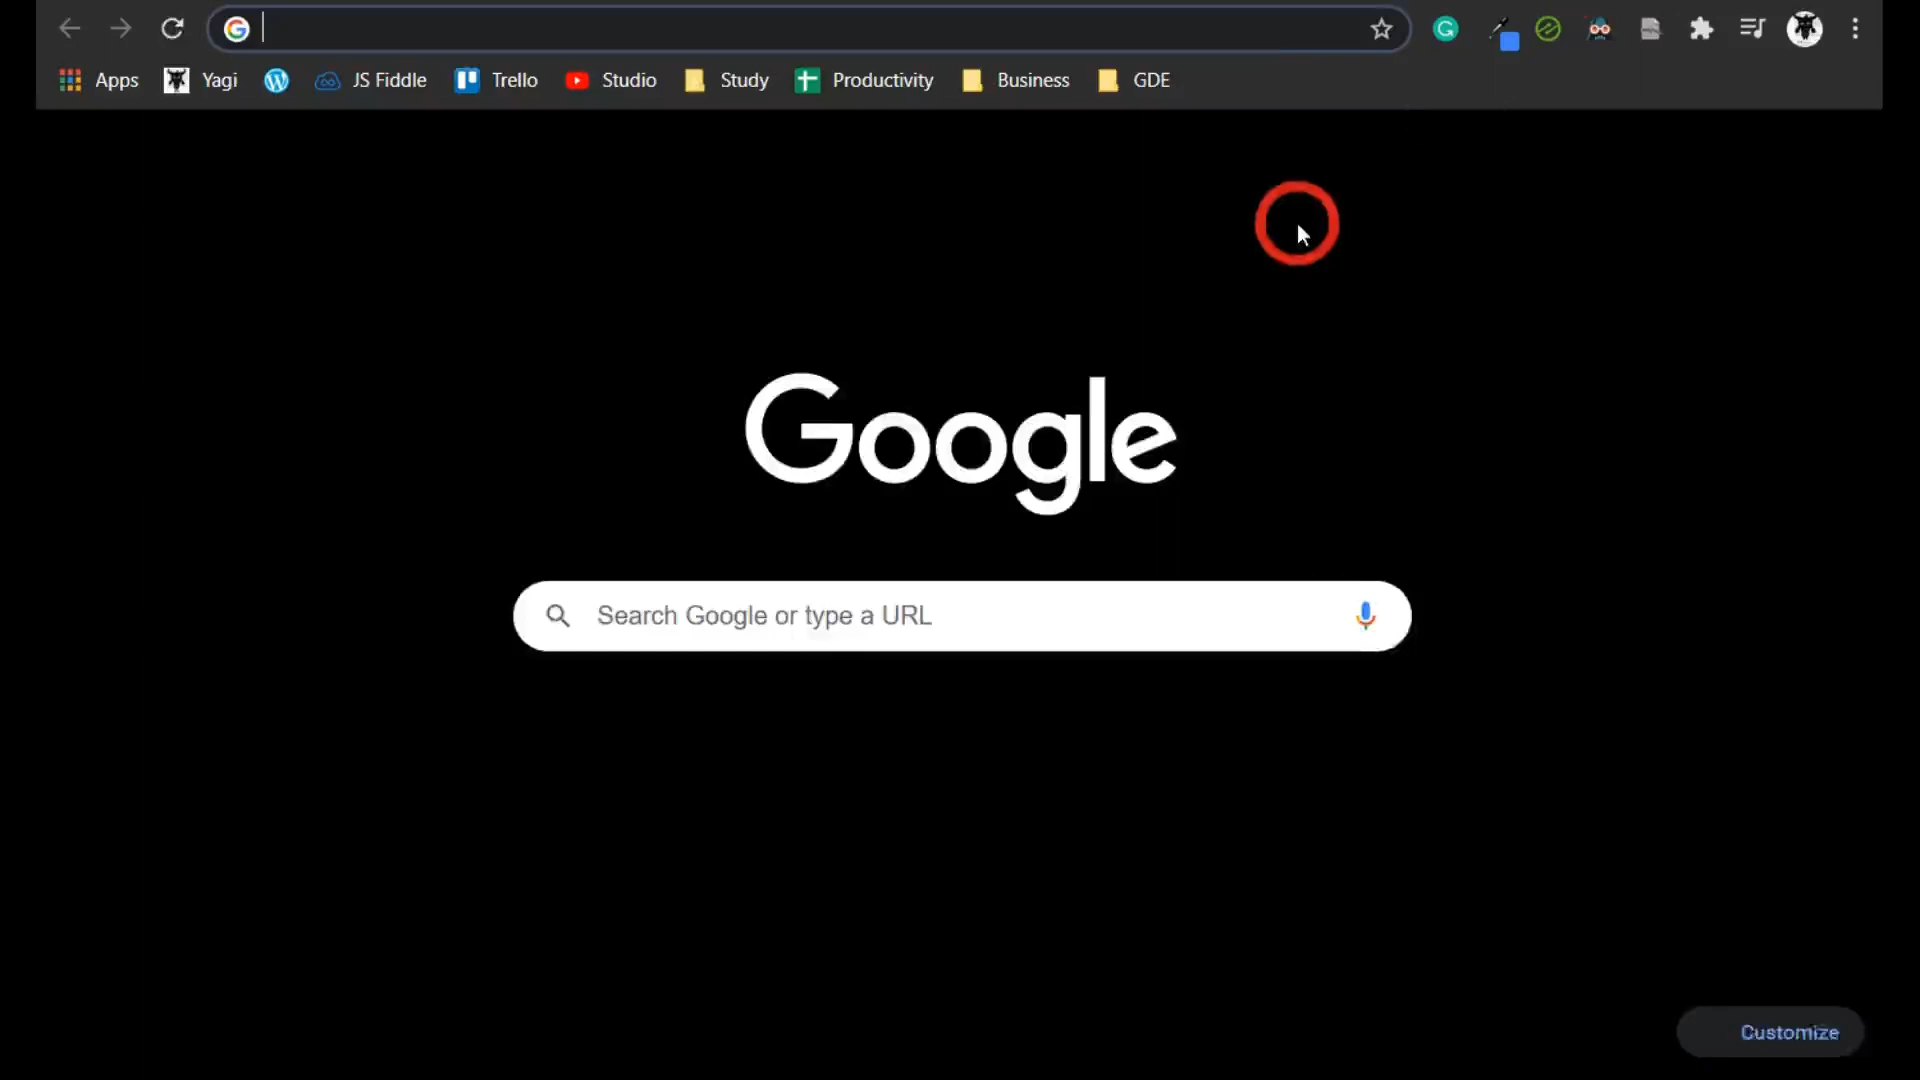 Apps Yagi JS Fiddle Trello Studio Study Productivity Business GDE
Google
Search Google or type a URL
Customize